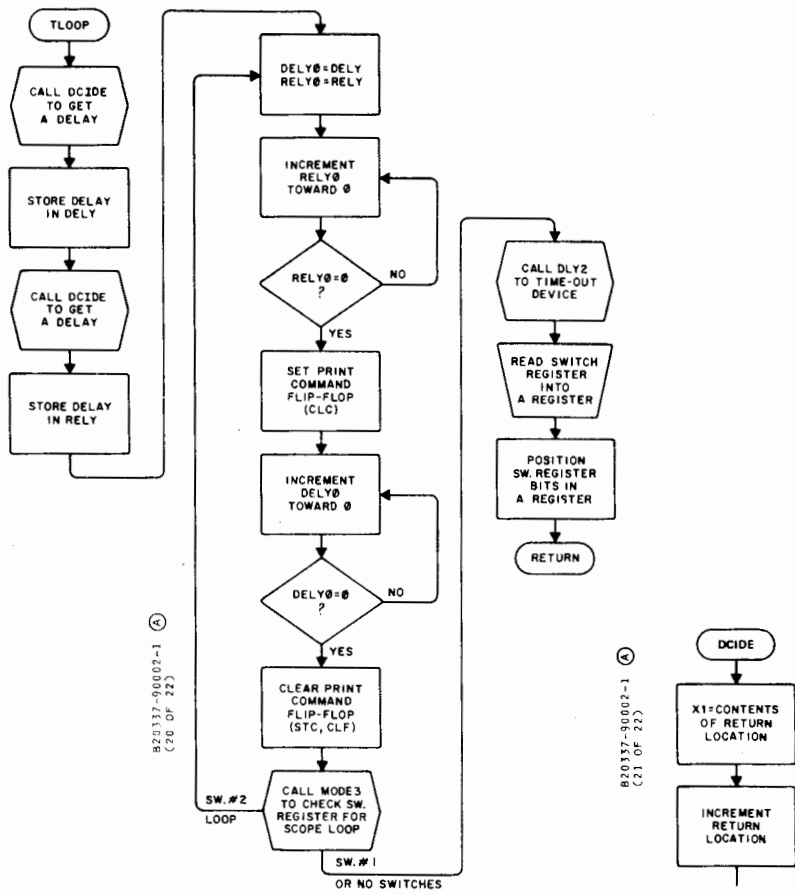 TLOOP
CALL DCIDE
TO GET
A DELAY
STORE DELAY
IN DELY
CALL DCIDE
TO GET
A DELAY
STORE DELAY
IN RELY
DELYØ=DELY
RELYØ=RELY
INCREMENT
RELYØ
TOWARD Ø
RELYØ=Ø
?
NO
YES
SET PRINT
COMMAND
FLIP-FLOP
(CLC)
INCREMENT
DELYØ
TOWARD Ø
DELYØ=Ø
?
NO
YES
CLEAR PRINT
COMMAND
FLIP-FLOP
(STC, CLF)
CALL MODE3
TO CHECK SW.
REGISTER FOR
SCOPE LOOP
SW.#2
LOOP
SW.#1
OR NO SWITCHES
B20337-90002-1 Ⓐ
(20 OF 22)
CALL DLY2
TO TIME-OUT
DEVICE
READ SWITCH
REGISTER
INTO
A REGISTER
POSITION
SW. REGISTER
BITS IN
A REGISTER
RETURN
B20337-90002-1 Ⓐ
(21 OF 22)
DCIDE
X1=CONTENTS
OF RETURN
LOCATION
INCREMENT
RETURN
LOCATION